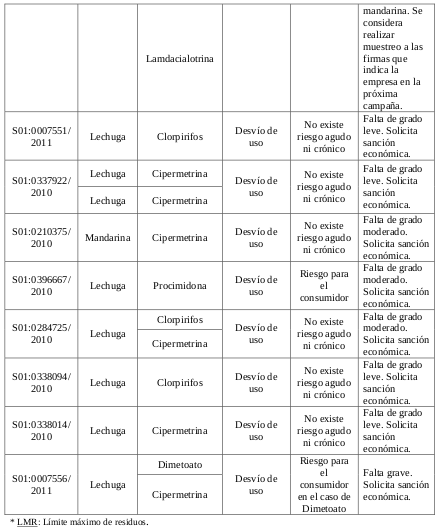 Lamdacialotrina
mandarina. Se
considera
realizar
muestreo a las
firmas que
indica la
empresa en la
próxima
campaña.
S01:0007551/
2011
Lechuga
Clorpirifos
Desvío de
uso
No existe
riesgo agudo
ni crónico
Falta de grado
leve. Solicita
sanción
económica.
S01:0337922/
2010
Lechuga
Cipermetrina
Lechuga
Cipermetrina
Desvío de
uso
No existe
riesgo agudo
ni crónico
Falta de grado
leve. Solicita
sanción
económica.
S01:0210375/
2010
Mandarina
Cipermetrina
Desvío de
uso
No existe
riesgo agudo
ni crónico
Falta de grado
moderado.
Solicita sanción
económica.
S01:0396667/
2010
Lechuga
Procimidona
Desvío de
uso
Riesgo para
el
consumidor
Falta de grado
moderado.
Solicita sanción
económica.
S01:0284725/
2010
Lechuga
Clorpirifos
Cipermetrina
Desvío de
uso
No existe
riesgo agudo
ni crónico
Falta de grado
moderado.
Solicita sanción
económica.
S01:0338094/
2010
Lechuga
Clorpirifos
Desvío de
uso
No existe
riesgo agudo
ni crónico
Falta de grado
leve. Solicita
sanción
económica.
S01:0338014/
2010
Lechuga
Cipermetrina
Desvío de
uso
No existe
riesgo agudo
ni crónico
Falta de grado
leve. Solicita
sanción
económica.
S01:0007556/
2011
Lechuga
Dimetoato
Cipermetrina
Desvío de
uso
Riesgo para
el
consumidor
en el caso de
Dimetoato
Falta grave.
Solicita sanción
económica.
* LMR: Límite máximo de residuos.